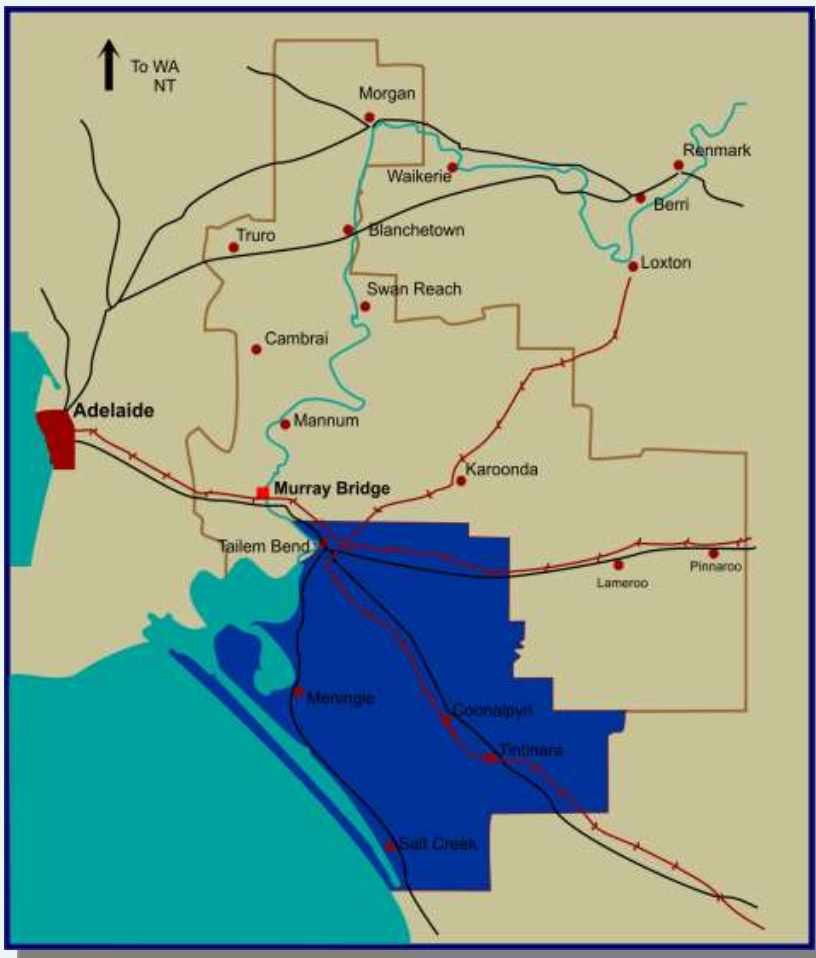 To WA
NT
Morgan
Renmark
Waikerie
Berri
Blanchetown
Truro
Loxton
Swan Reach
Cambrai
Adelaide
Mannum
Karoonda
Murray Bridge
Tailem Bend
Pinnaroo
Lameroo
Meningie
Coonalpyn
Tintinara
Salt Creek